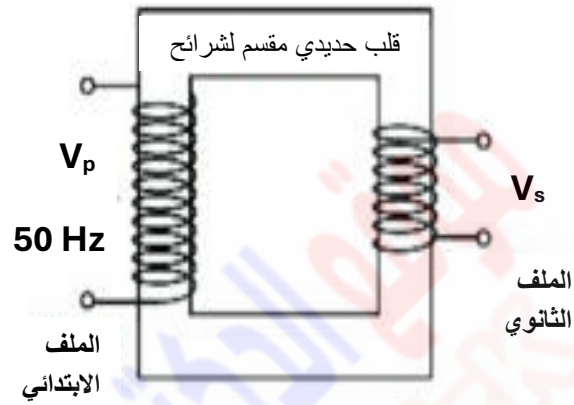 قلب حديدي مقسم لشرائح
Vp
50 Hz
Vs
الملف
الثانوي
الملف
الابتدائي